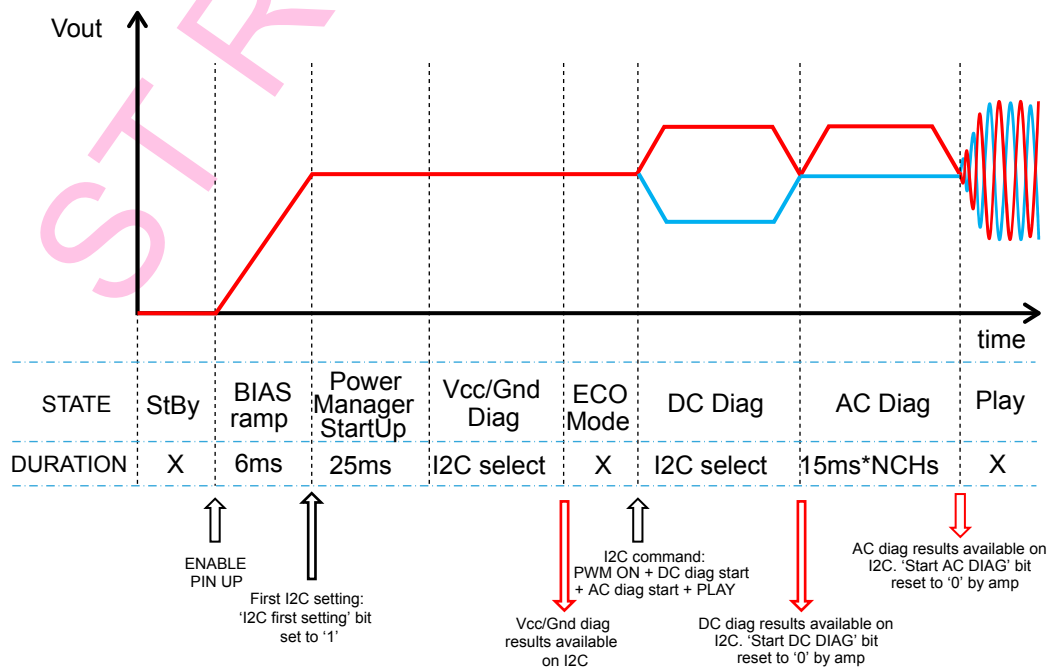 STR
Vout
time
STATE StBy BIAS ramp Power Manager StartUp Vcc/Gnd Diag ECO Mode DC Diag AC Diag Play
DURATION X 6ms 25ms I2C select X I2C select 15ms*NCHs X
ENABLE
PIN UP
First I2C setting:
‘I2C first setting’ bit
set to ‘1’
Vcc/Gnd diag
results available
on I2C
I2C command:
PWM ON + DC diag start
+ AC diag start + PLAY
DC diag results available on
I2C. ‘Start DC DIAG’ bit
reset to ‘0’ by amp
AC diag results available on
I2C. ‘Start AC DIAG’ bit
reset to ‘0’ by amp